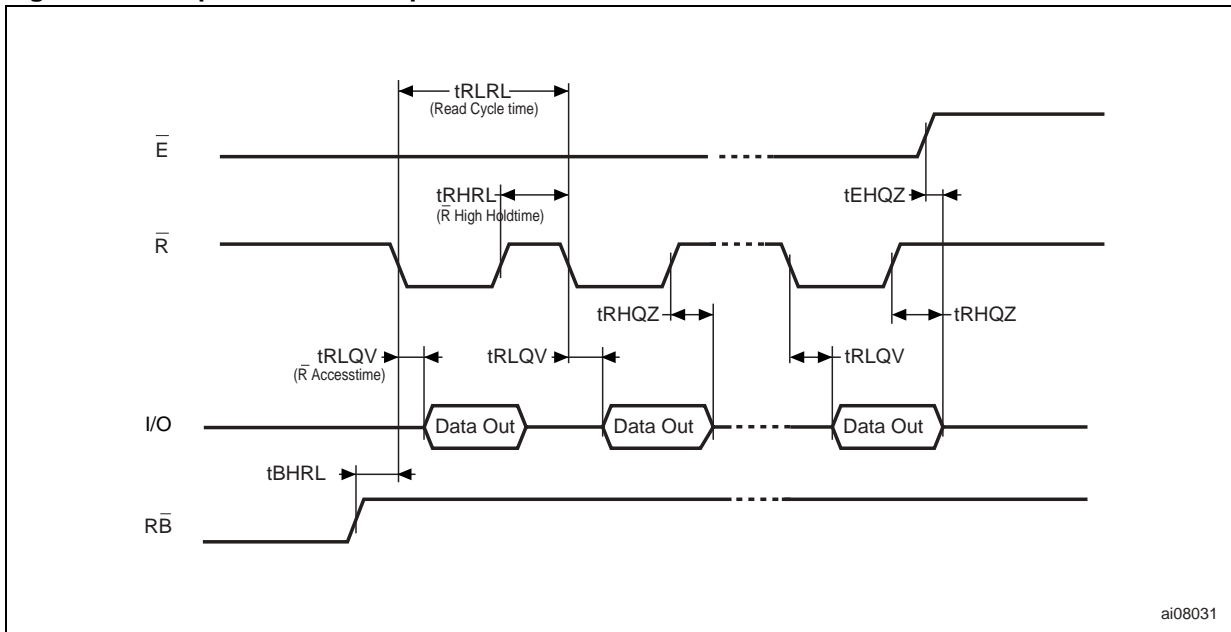 tRLRL
(Read Cycle time)
E̅
tRHRL
(R̅ High Holdtime)
tEHQZ
R̅
tRHQZ
tRHQZ
tRLQV
(R̅ Accesstime)
tRLQV
tRLQV
I/O
Data Out
Data Out
Data Out
tBHRL
RB̅
ai08031